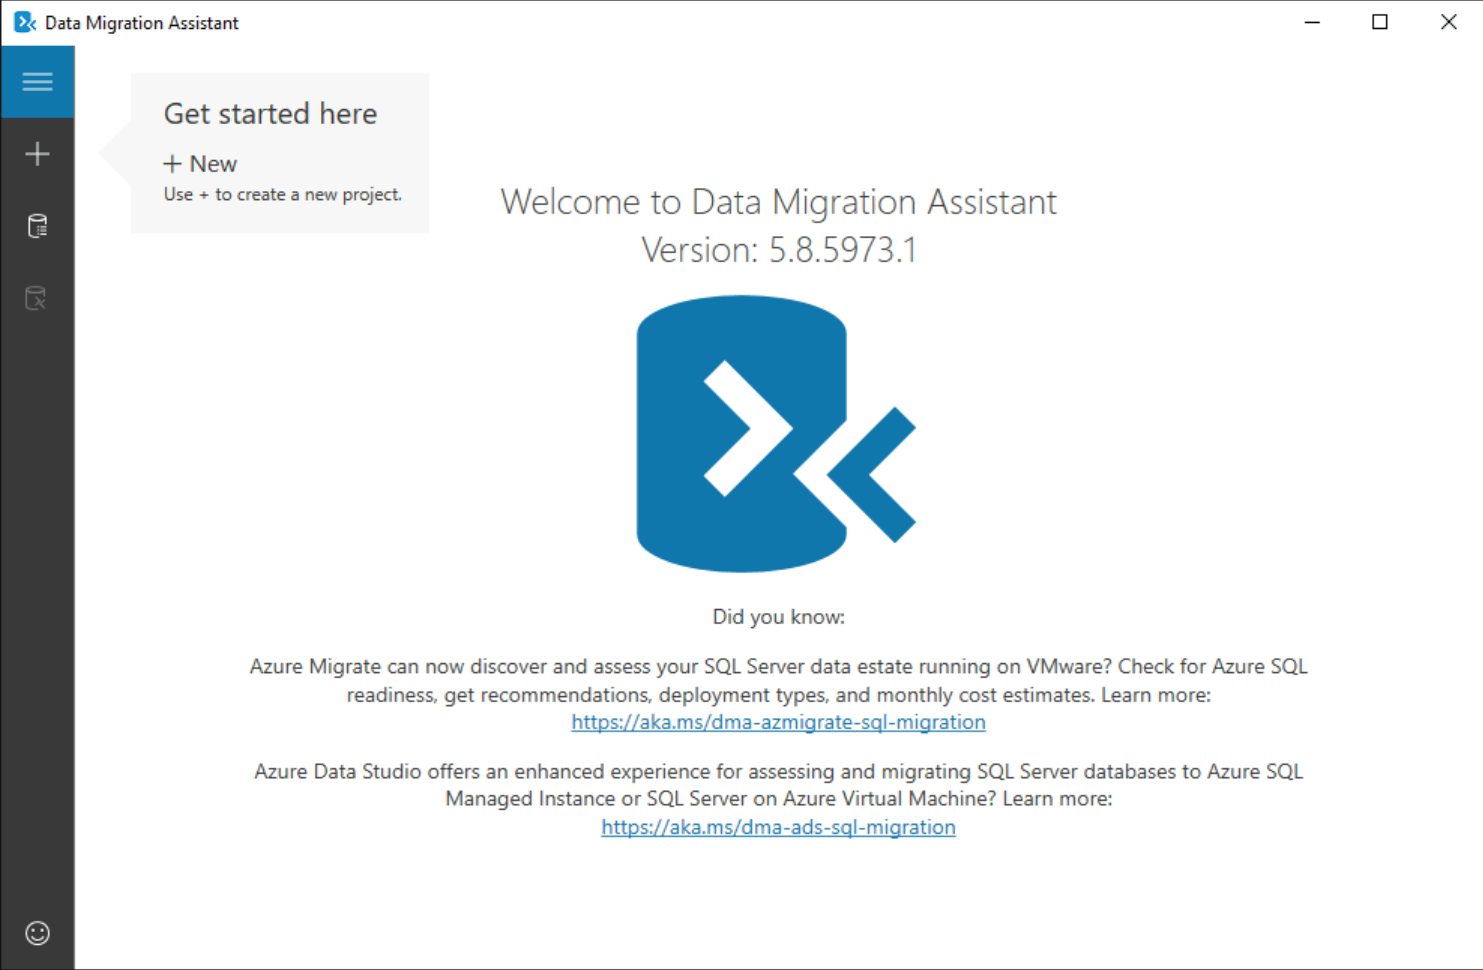 Data Migration Assistant
Get started here
+ New
Use + to create a new project.
Welcome to Data Migration Assistant
Version: 5.8.5973.1
Did you know:
Azure Migrate can now discover and assess your SQL Server data estate running on VMware? Check for Azure SQL
readiness, get recommendations, deployment types, and monthly cost estimates. Learn more:
https://aka.ms/dma-azmigrate-sql-migration
Azure Data Studio offers an enhanced experience for assessing and migrating SQL Server databases to Azure SQL
Managed Instance or SQL Server on Azure Virtual Machine? Learn more:
https://aka.ms/dma-ads-sql-migration